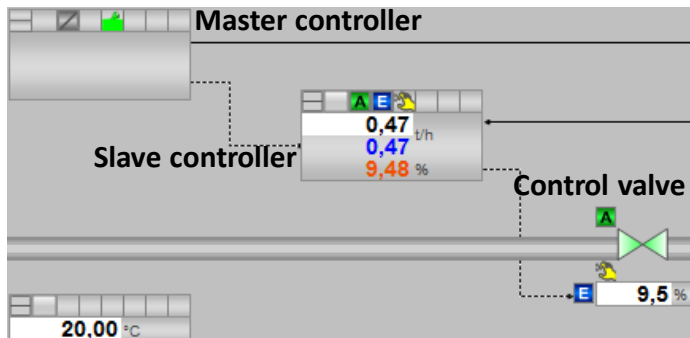 Master controller
A E
0,47 t/h
0,47
9,48 %
Slave controller
Control valve
A
E 9,5 %
20,00 °C